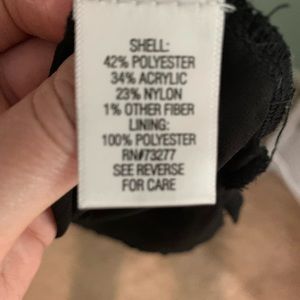 SHELL:
42% POLYESTER
34% ACRYLIC
23% NYLON
1% OTHER FIBER
LINING:
100% POLYESTER
RN#73277
SEE REVERSE
FOR CARE